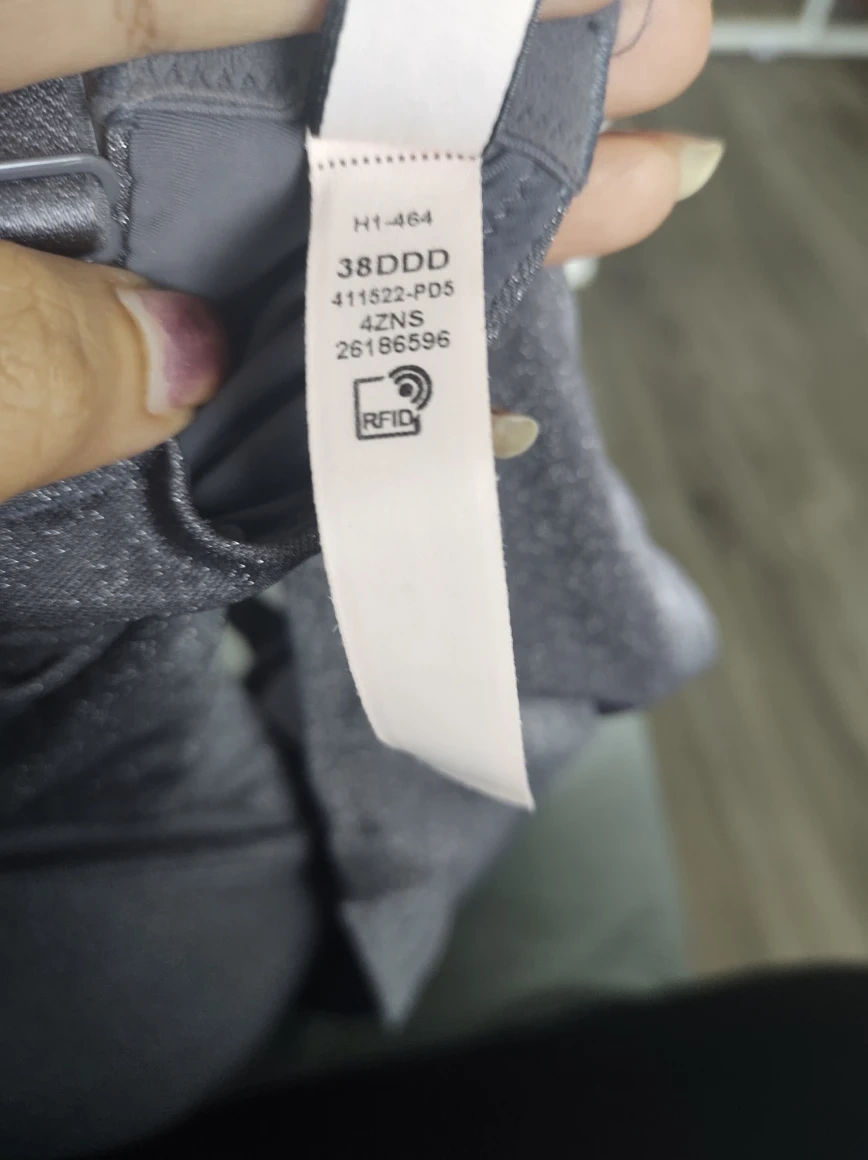 H1-464
38DDD
411522-PD5
4ZNS
26186596
RFID